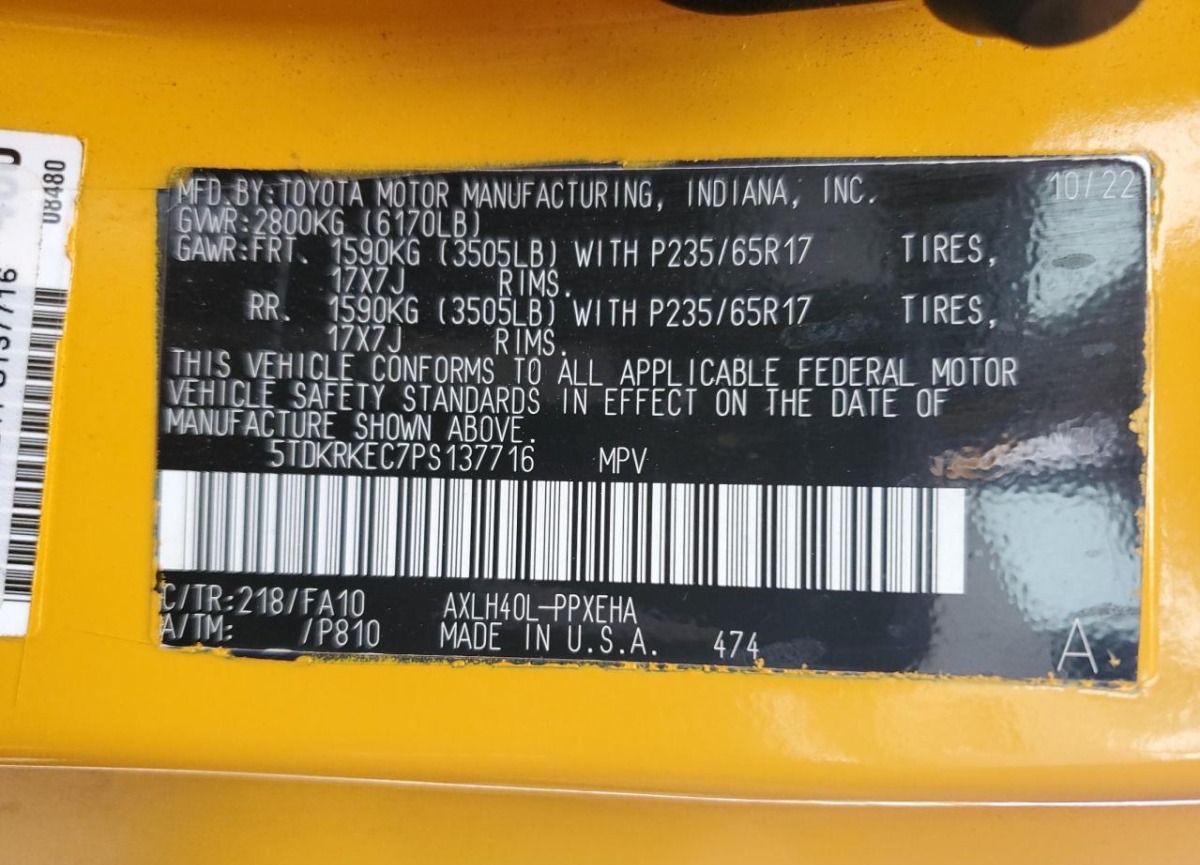 MFD.BY:TOYOTA MOTOR MANUFACTURING, INDIANA, INC. 10/22
GVWR:2800KG (6170LB)
GAWR:FRT. 1590KG (3505LB) WITH P235/65R17 TIRES,
17X7J RIMS.
RR. 1590KG (3505LB) WITH P235/65R17 TIRES,
17X7J RIMS.
THIS VEHICLE CONFORMS TO ALL APPLICABLE FEDERAL MOTOR
VEHICLE SAFETY STANDARDS IN EFFECT ON THE DATE OF
MANUFACTURE SHOWN ABOVE.
5TDKRKEC7PS137716 MPV
C/TR:218/FA10 AXLH40L-PPXEHA
A/TM: /P810 MADE IN U.S.A. 474
A
08480